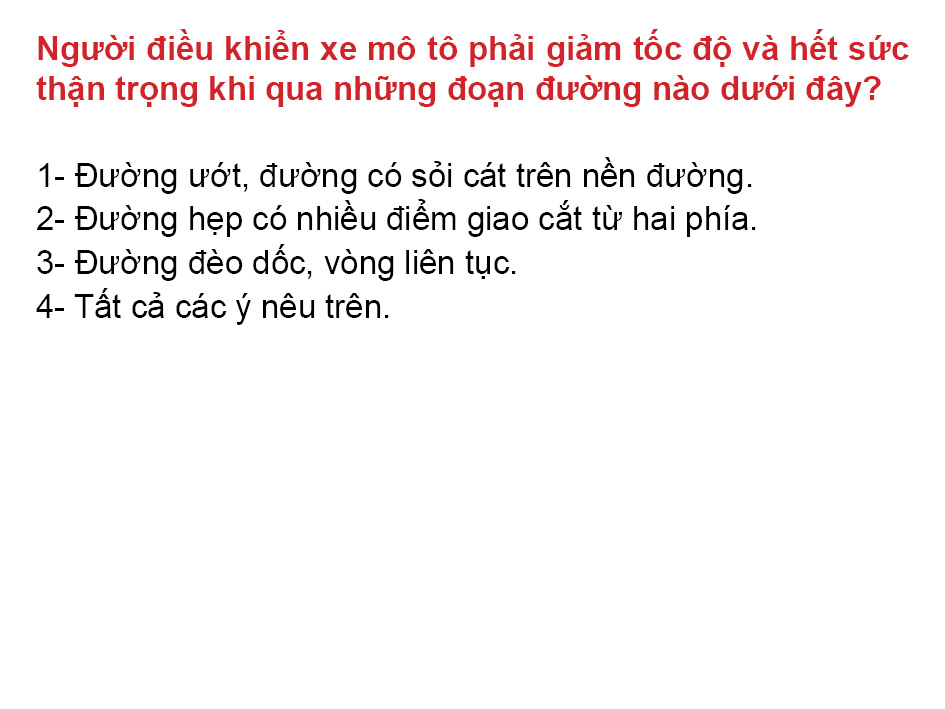 Người điều khiển xe mô tô phải giảm tốc độ và hết sức
thận trọng khi qua những đoạn đường nào dưới đây?
1- Đường ướt, đường có sỏi cát trên nền đường.
2- Đường hẹp có nhiều điểm giao cắt từ hai phía.
3- Đường đèo dốc, vòng liên tục.
4- Tất cả các ý nêu trên.